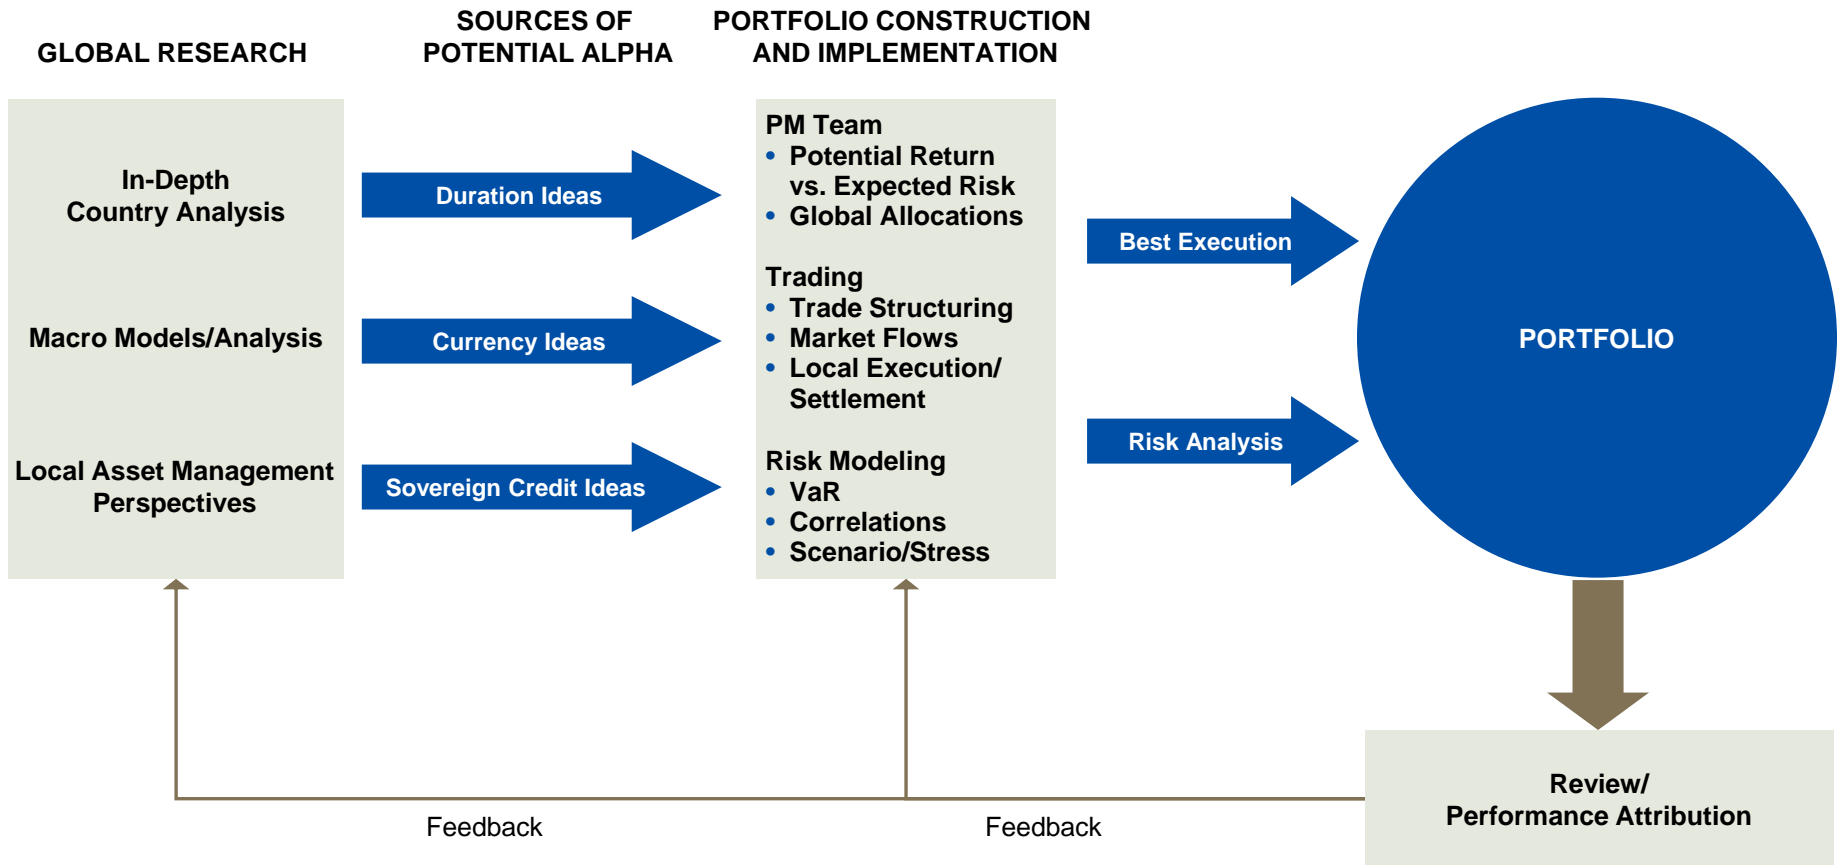 GLOBAL RESEARCH
SOURCES OF
POTENTIAL ALPHA
PORTFOLIO CONSTRUCTION
AND IMPLEMENTATION
In-Depth
Country Analysis
Macro Models/Analysis
Local Asset Management
Perspectives
Duration Ideas
Currency Ideas
Sovereign Credit Ideas
PM Team
• Potential Return
vs. Expected Risk
• Global Allocations
Trading
• Trade Structuring
• Market Flows
• Local Execution/
Settlement
Risk Modeling
• VaR
• Correlations
• Scenario/Stress
Best Execution
Risk Analysis
PORTFOLIO
Review/
Performance Attribution
Feedback
Feedback